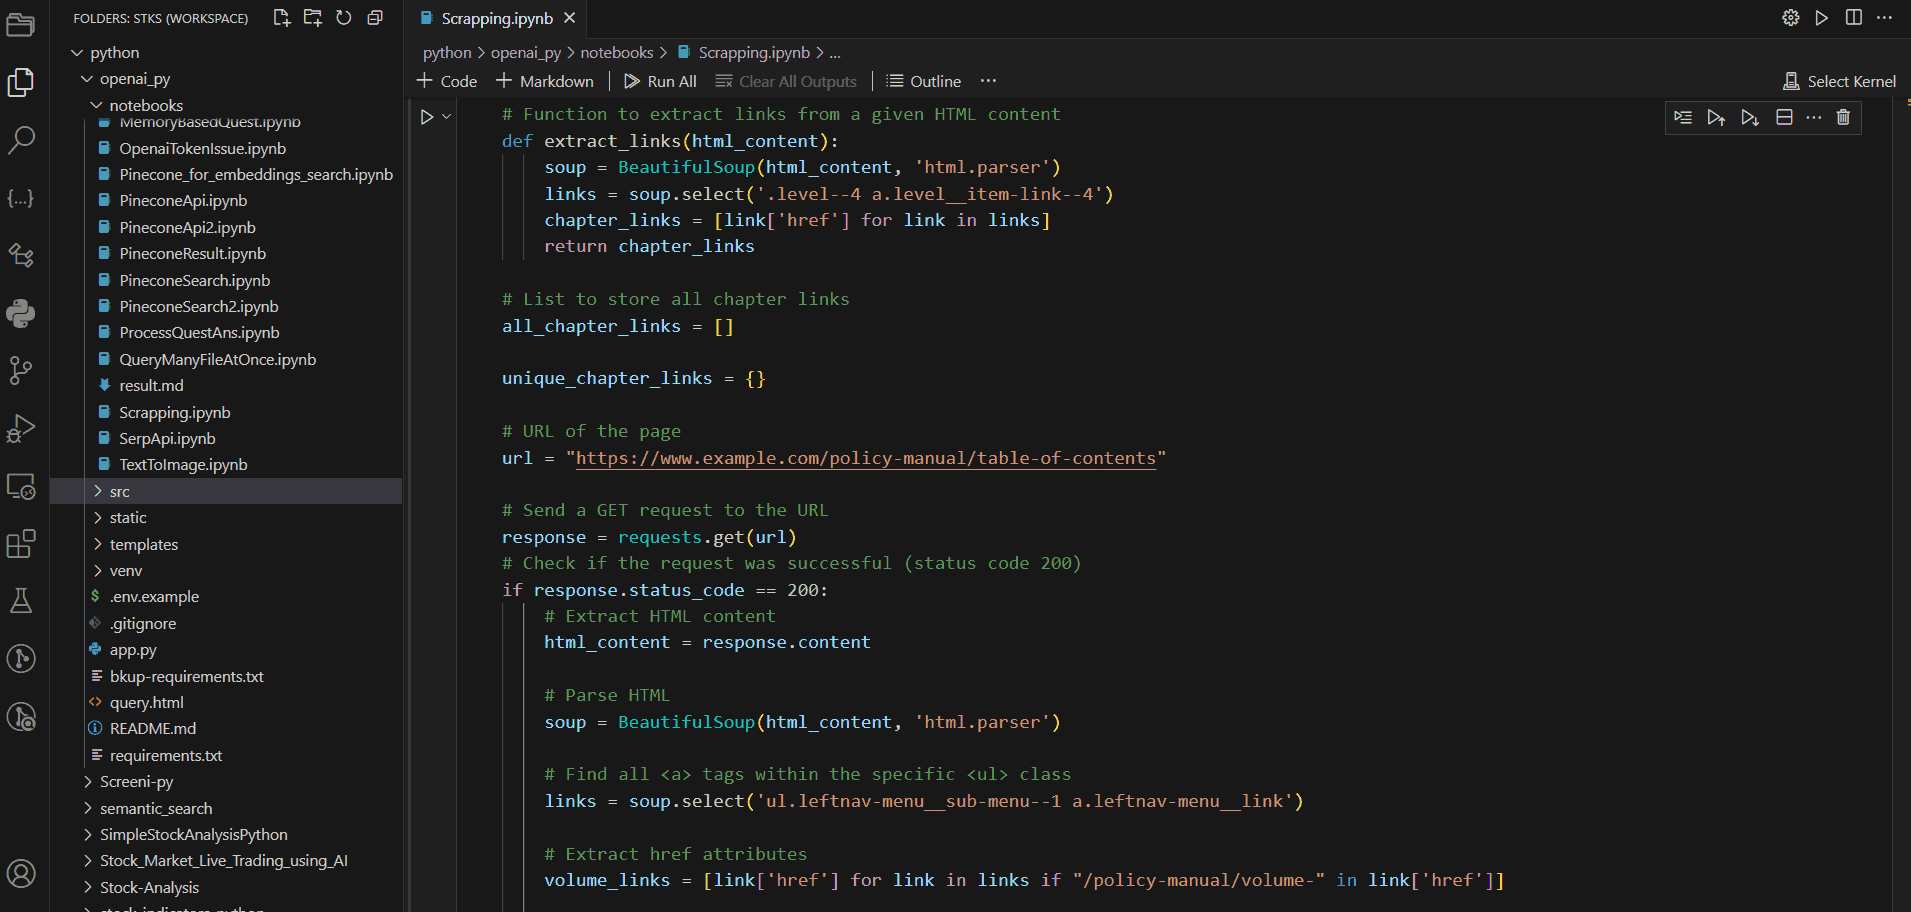 FOLDERS: STKS (WORKSPACE)
python
openai_py
notebooks
MemoryBasedQuest.ipynb
OpenaiTokenIssue.ipynb
Pinecone_for_embeddings_search.ipynb
PineconeApi.ipynb
PineconeApi2.ipynb
PineconeResult.ipynb
PineconeSearch.ipynb
PineconeSearch2.ipynb
ProcessQuestAns.ipynb
QueryManyFileAtOnce.ipynb
result.md
Scrapping.ipynb
SerpApi.ipynb
TextToImage.ipynb
src
static
templates
venv
.env.example
.gitignore
app.py
bkup-requirements.txt
query.html
README.md
requirements.txt
Screeni-py
semantic_search
SimpleStockAnalysisPython
Stock_Market_Live_Trading_using_AI
Stock-Analysis
stock-indicators-python
Scrapping.ipynb
python > openai_py > notebooks > Scrapping.ipynb > ...
+ Code + Markdown | Run All Clear All Outputs | Outline ... Select Kernel
# Function to extract links from a given HTML content
def extract_links(html_content):
    soup = BeautifulSoup(html_content, 'html.parser')
    links = soup.select('.level--4 a.level__item-link--4')
    chapter_links = [link['href'] for link in links]
    return chapter_links
# List to store all chapter links
all_chapter_links = []
unique_chapter_links = {}
# URL of the page
url = "https://www.example.com/policy-manual/table-of-contents"
# Send a GET request to the URL
response = requests.get(url)
# Check if the request was successful (status code 200)
if response.status_code == 200:
    # Extract HTML content
    html_content = response.content
    # Parse HTML
    soup = BeautifulSoup(html_content, 'html.parser')
    # Find all <a> tags within the specific <ul> class
    links = soup.select('ul.leftnav-menu__sub-menu--1 a.leftnav-menu__link')
    # Extract href attributes
    volume_links = [link['href'] for link in links if "/policy-manual/volume-" in link['href']]